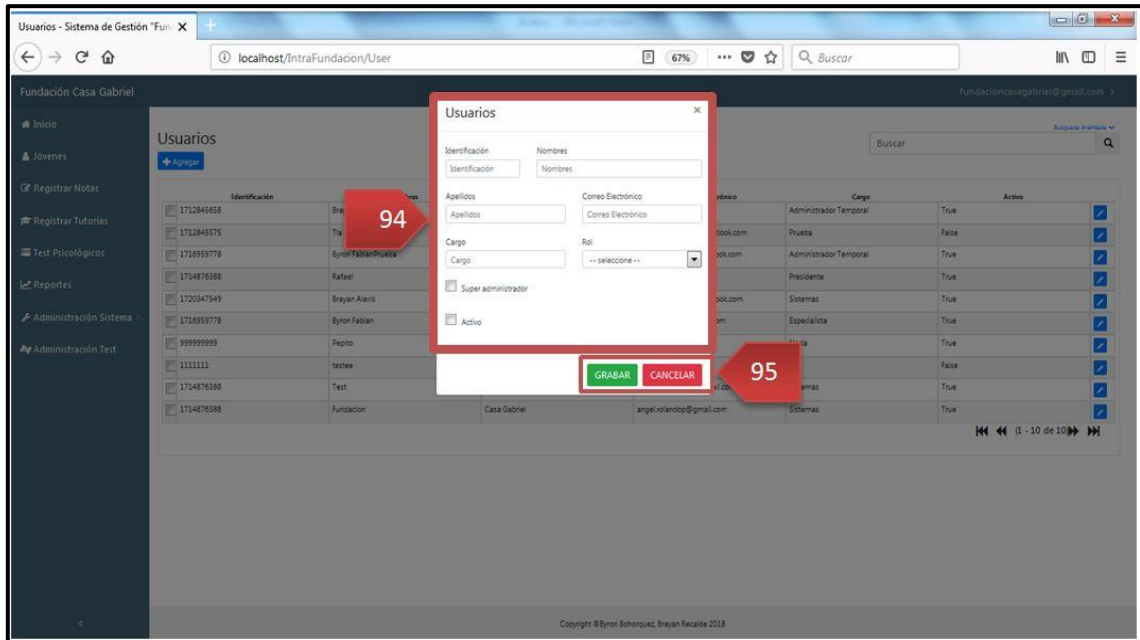 Usuarios - Sistema de Gestión "Fun
localhost/IntraFundacion/User
67%
Buscar
Fundación Casa Gabriel
fundacioncasagabriel@gmail.com >
Inicio
Jóvenes
Registrar Notas
Registrar Tutorías
Test Psicológicos
Reportes
Administración Sistema
Administración Test
Usuarios
Agregar
Búsqueda Avanzada
Buscar
Usuarios ×
Identificación Nombres
Identificación Nombres
Apellidos Correo Electrónico
Apellidos Correo Electrónico
Cargo Rol
Cargo -- seleccione --
Super administrador
Activo
GRABAR CANCELAR
94
95
Identificación Cargo Activo
1712845658 Administrador Temporal True
1712845575 Prueba False
1716959778 Byron FabianPrueba Administrador Temporal True
1714876388 Rafael Presidente True
1720347549 Brayan Alexis Sistemas True
1716959778 Byron Fabian Especialista True
999999999 Pepito True
1111111 testee False
1714876388 Test True
1714876388 Fundacion Casa Gabriel angel.rolandop@gmail.com Sistemas True
(1 - 10 de 10)
Copyright ©Byron Bohorquez, Brayan Recalde 2018